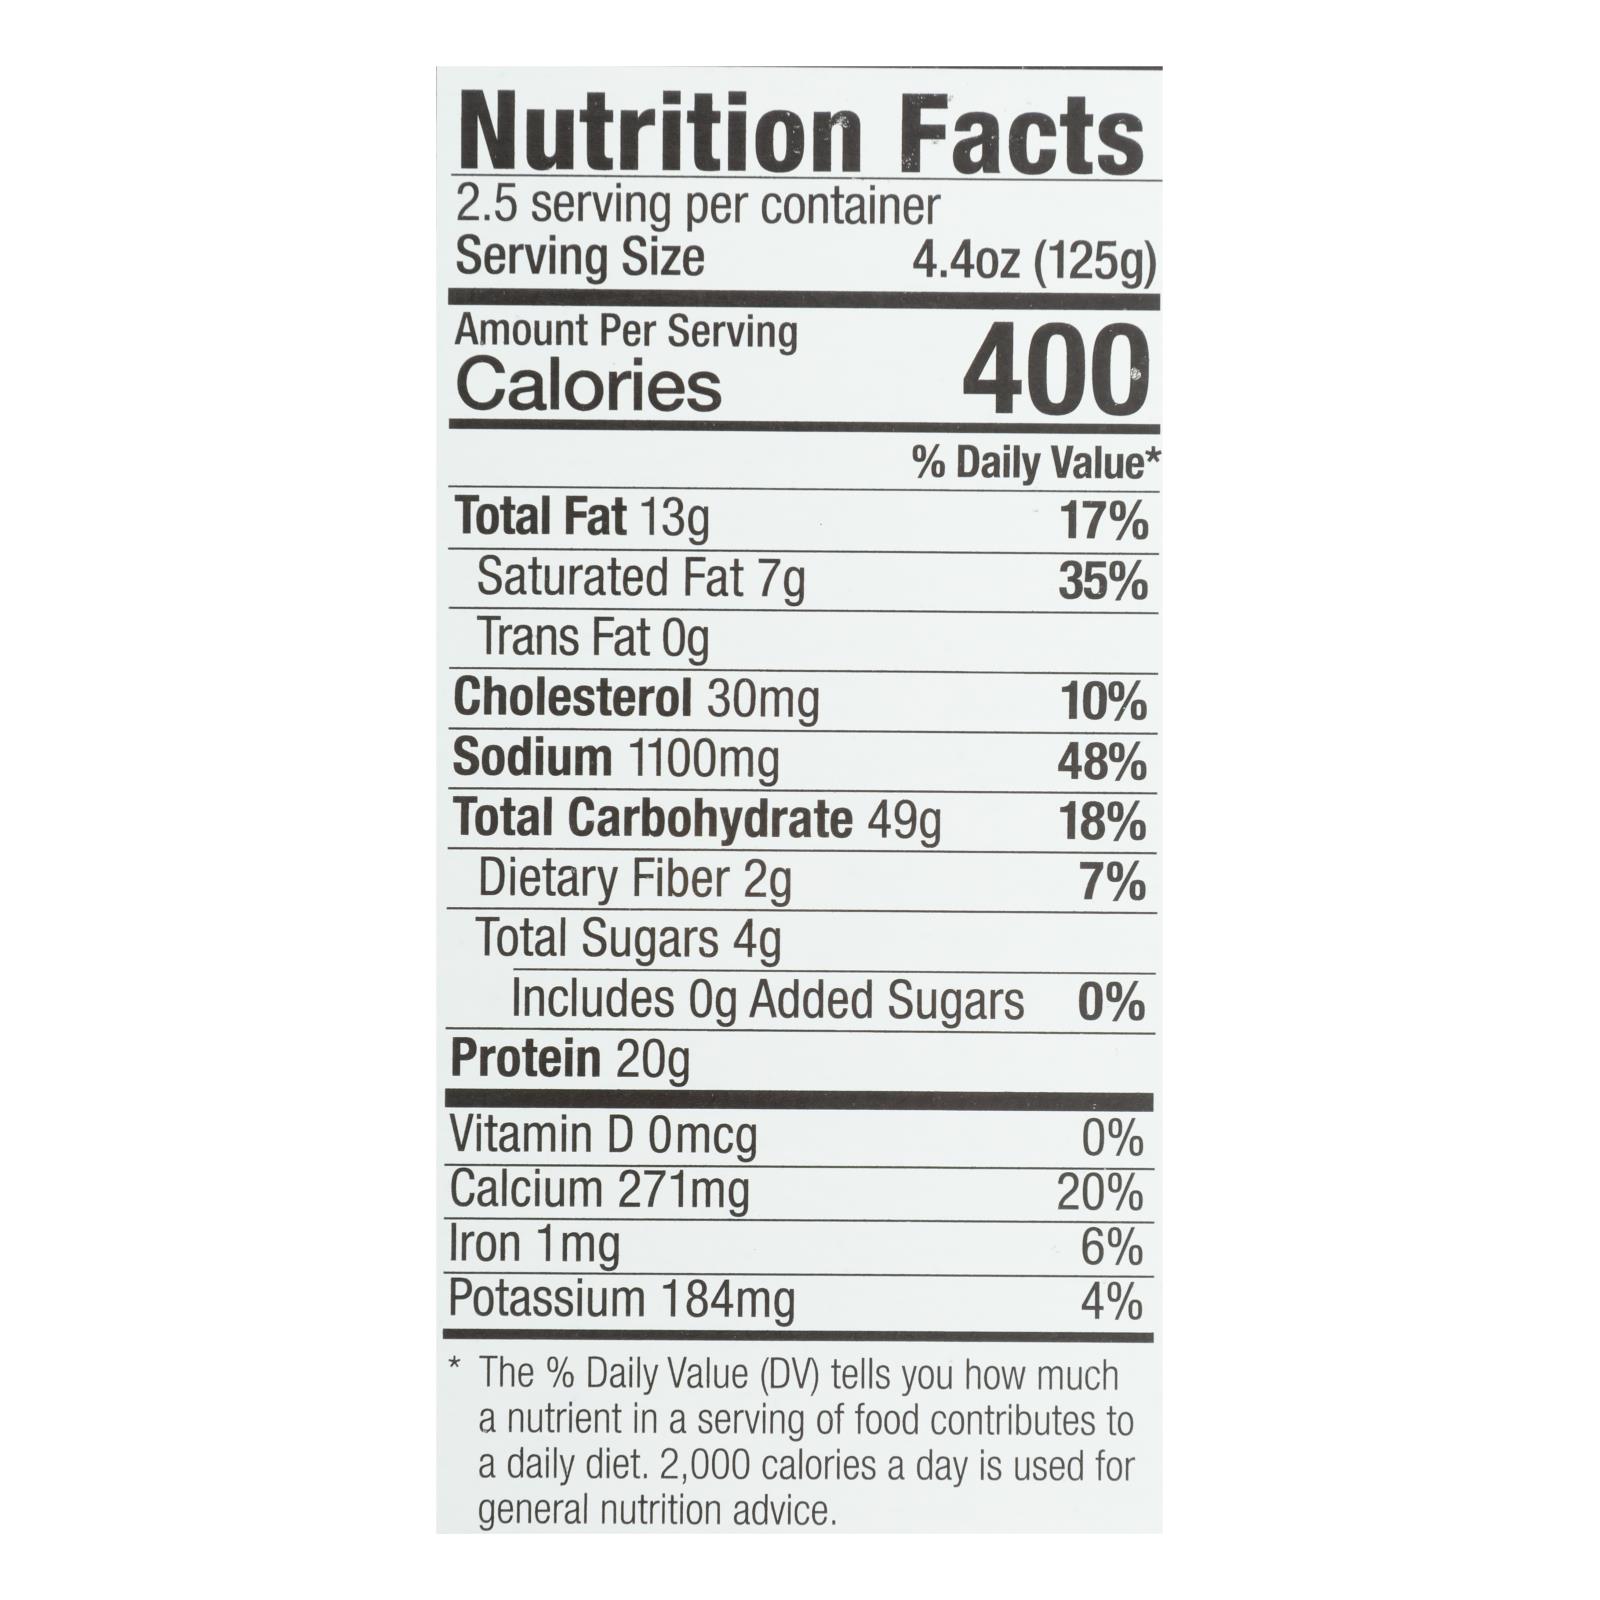 Nutrition Facts
2.5 serving per container
Serving Size 4.4oz (125g)
Amount Per Serving
Calories 400
% Daily Value*
Total Fat 13g 17%
Saturated Fat 7g 35%
Trans Fat 0g
Cholesterol 30mg 10%
Sodium 1100mg 48%
Total Carbohydrate 49g 18%
Dietary Fiber 2g 7%
Total Sugars 4g
Includes 0g Added Sugars 0%
Protein 20g
Vitamin D 0mcg 0%
Calcium 271mg 20%
Iron 1mg 6%
Potassium 184mg 4%
* The % Daily Value (DV) tells you how much
a nutrient in a serving of food contributes to
a daily diet. 2,000 calories a day is used for
general nutrition advice.